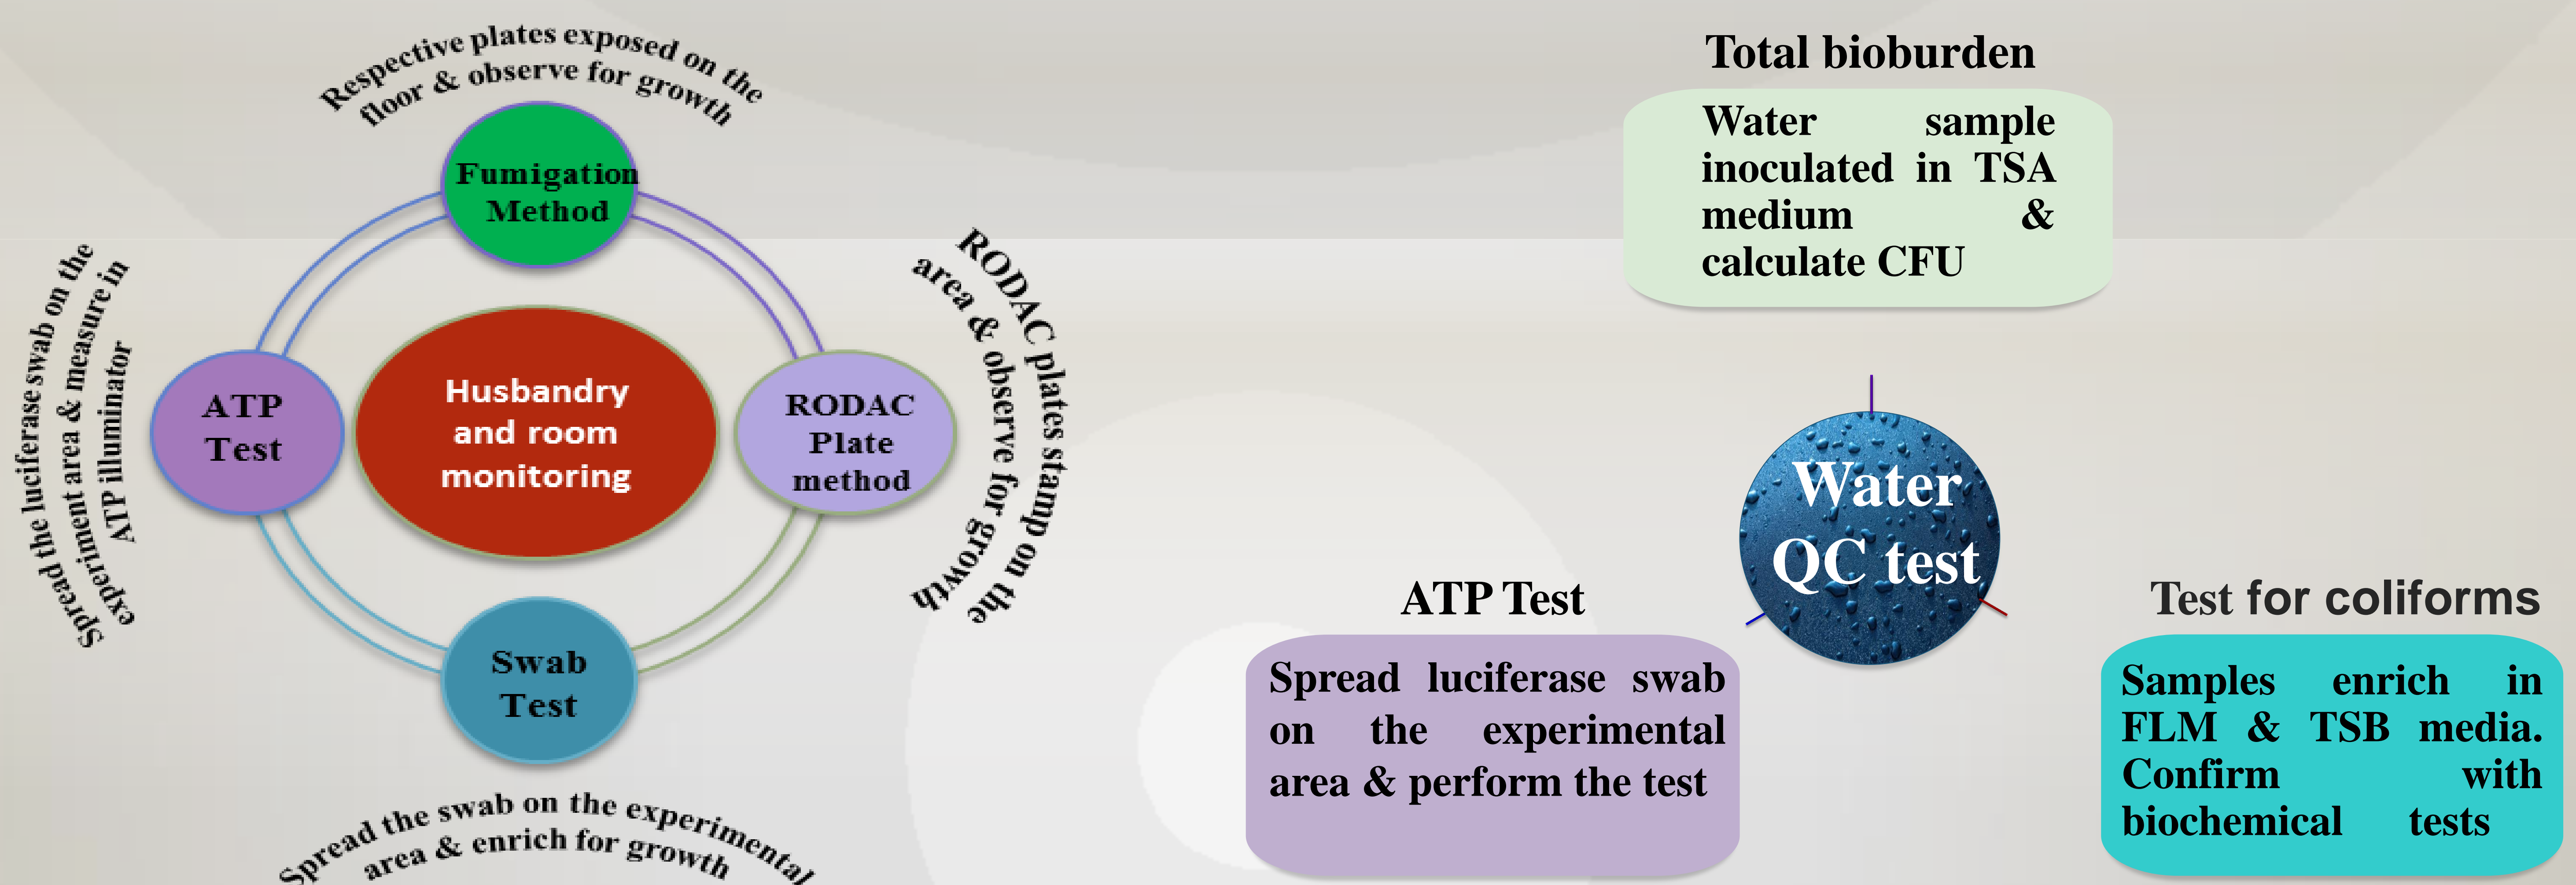 Respective plates exposed on the
floor & observe for growth
Fumigation
Method
RODAC plates stamp on the
area & observe for growth
RODAC
Plate
method
Husbandry
and room
monitoring
ATP
Test
Spread the luciferase swab on the
experiment area & measure in
ATP illuminator
Swab
Test
Spread the swab on the experimental
area & enrich for growth
Total bioburden
Water sample
inoculated in TSA
medium &
calculate CFU
Water
QC test
ATP Test
Spread luciferase swab
on the experimental
area & perform the test
Test for coliforms
Samples enrich in
FLM & TSB media.
Confirm with
biochemical tests